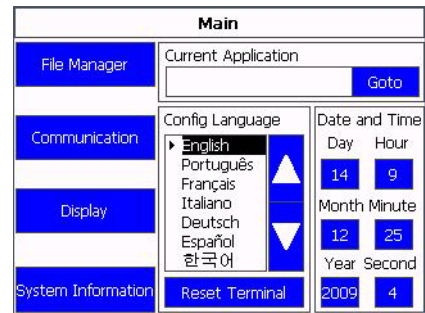 Main
File Manager
Communication
Display
System Information
Current Application
Goto
Config Language
English
Português
Français
Italiano
Deutsch
Español
한국어
Reset Terminal
Date and Time
Day Hour
14 9
Month Minute
12 25
Year Second
2009 4